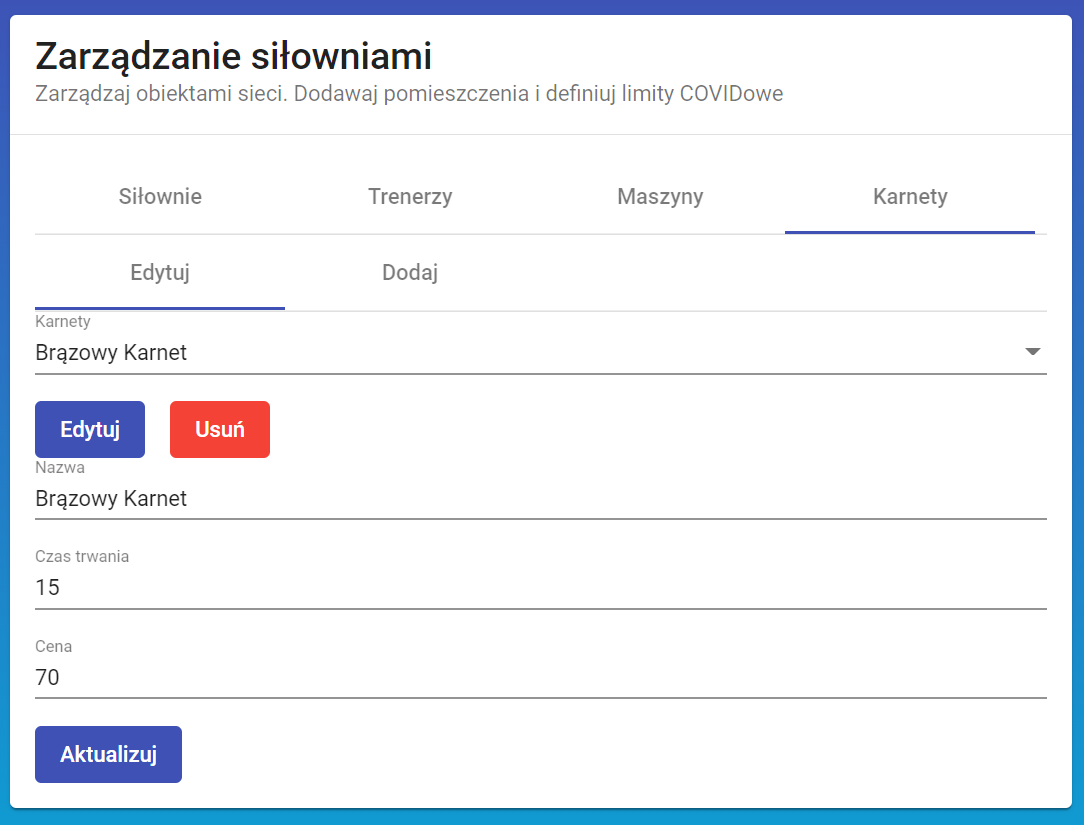 Zarządzanie siłowniami
Zarządzaj obiektami sieci. Dodawaj pomieszczenia i definiuj limity COVIDowe
Siłownie Trenerzy Maszyny Karnety
Edytuj Dodaj
Karnety
Brązowy Karnet
Edytuj Usuń
Nazwa
Brązowy Karnet
Czas trwania
15
Cena
70
Aktualizuj